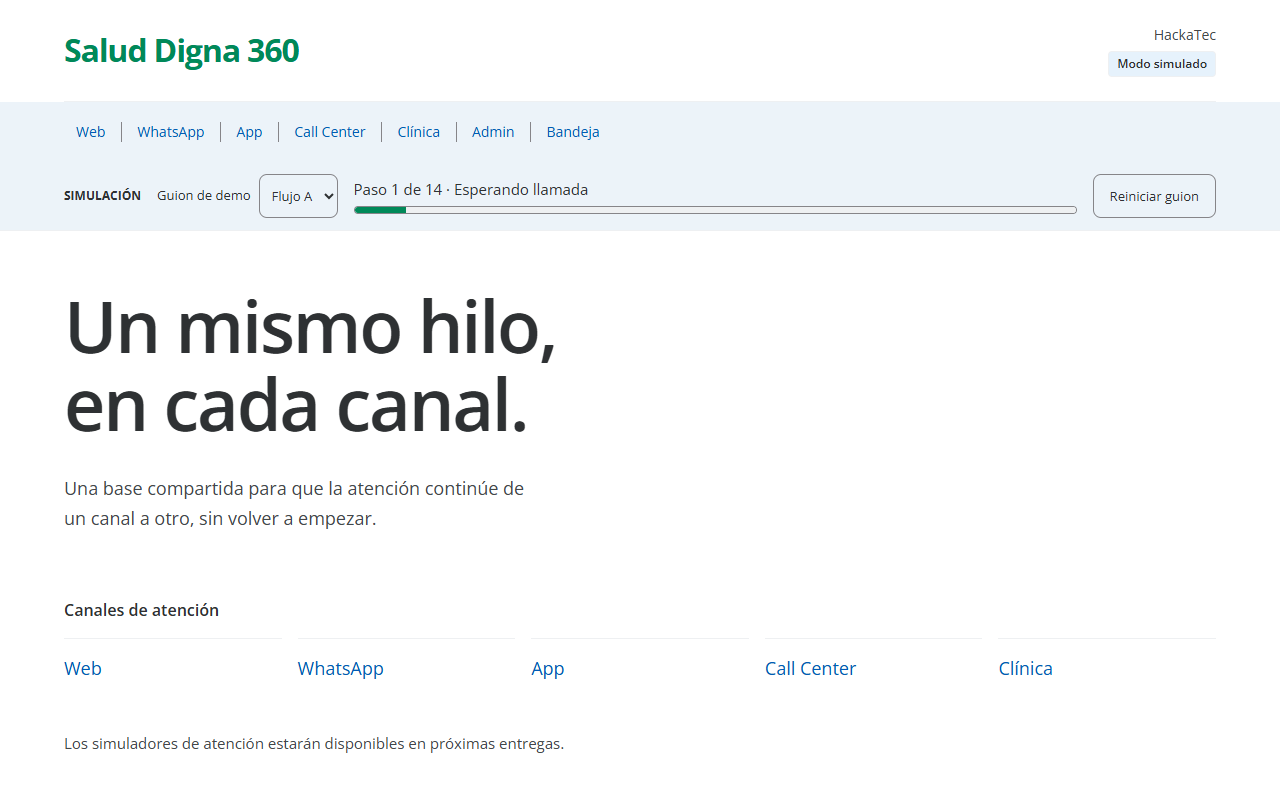 Salud Digna 360
HackaTec
Modo simulado
Web
WhatsApp
App
Call Center
Clínica
Admin
Bandeja
SIMULACIÓN
Guion de demo
Flujo A
Paso 1 de 14 · Esperando llamada
Reiniciar guion
Un mismo hilo,
en cada canal.
Una base compartida para que la atención continúe de
un canal a otro, sin volver a empezar.
Canales de atención
Web
WhatsApp
App
Call Center
Clínica
Los simuladores de atención estarán disponibles en próximas entregas.